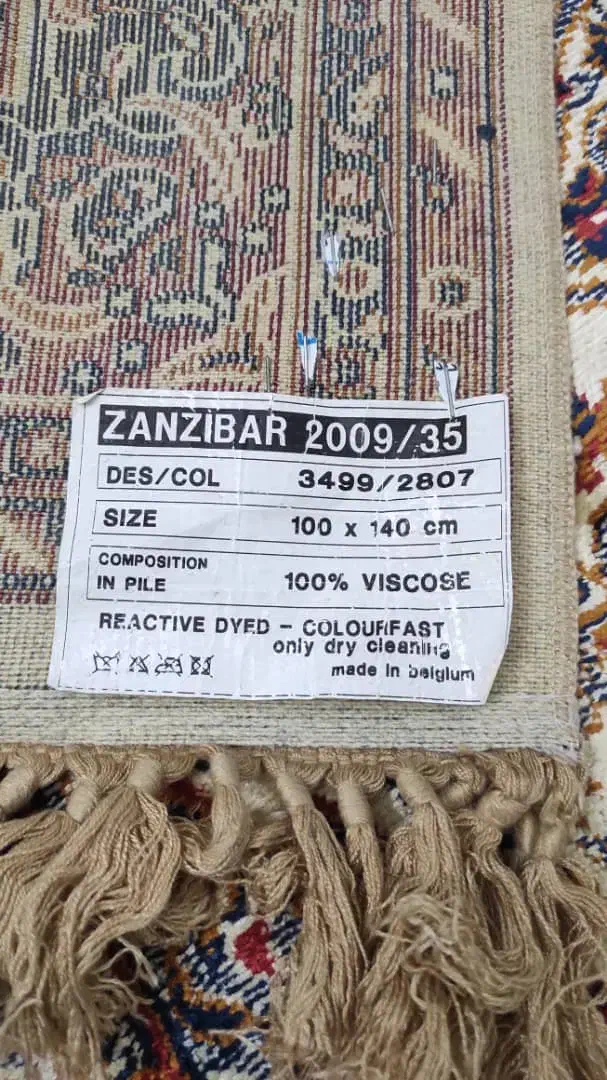 ZANZIBAR 2009/35
DES/COL 3499/2807
SIZE 100 x 140 cm
COMPOSITION
IN PILE 100% VISCOSE
REACTIVE DYED - COLOURFAST
only dry cleaning
made in belgium